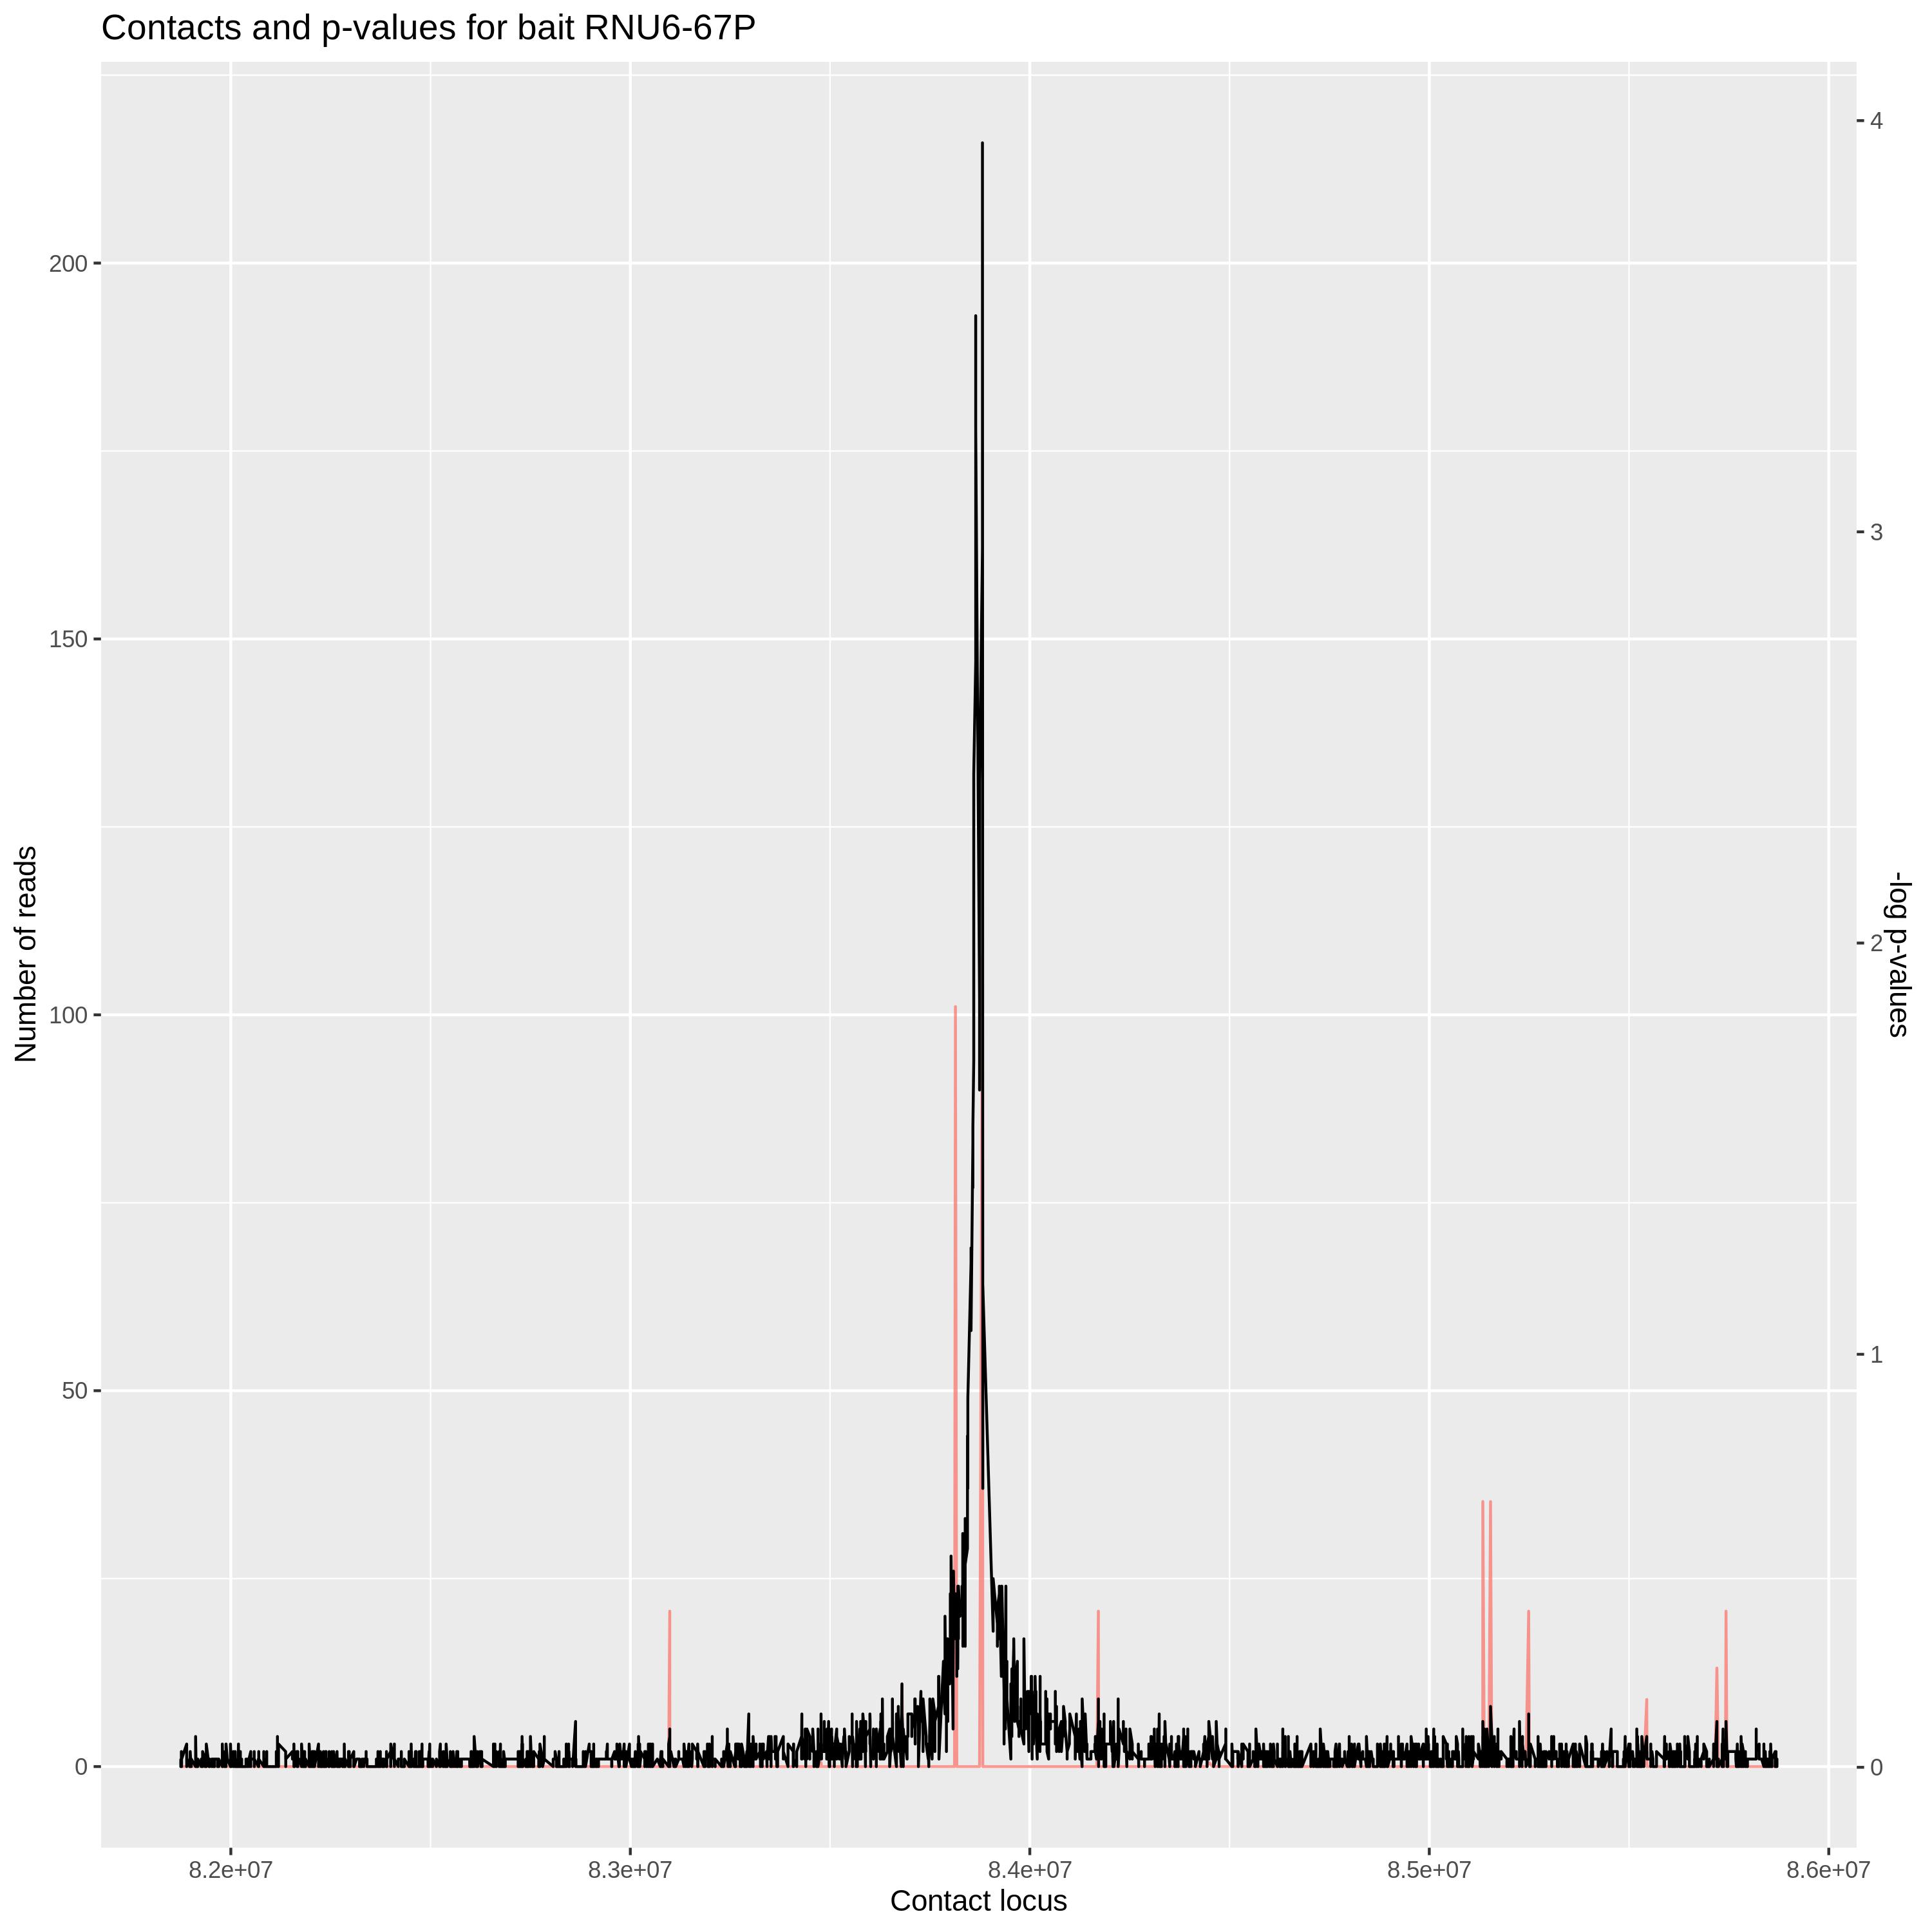 Contacts and p-values for bait RNU6-67P
Number of reads
200
150
100
50
0
4
3
2
1
0
-log p-values
8.2e+07
8.3e+07
8.4e+07
8.5e+07
8.6e+07
Contact locus